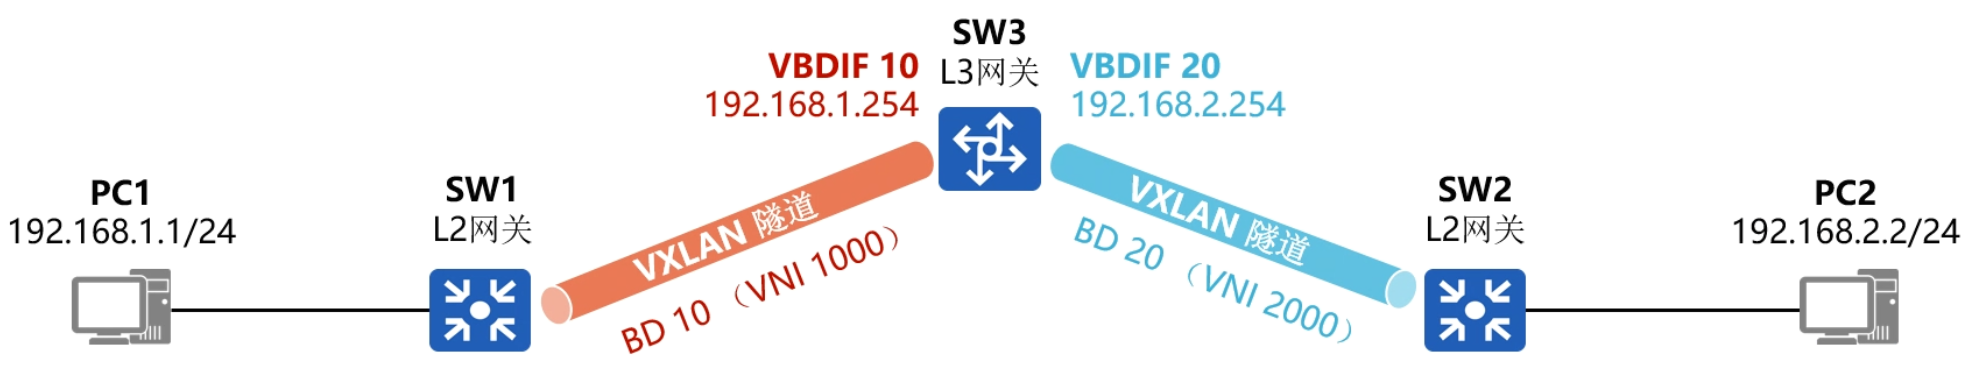 SW3
L3网关
VBDIF 10
192.168.1.254
VBDIF 20
192.168.2.254
PC1
192.168.1.1/24
SW1
L2网关
VXLAN 隧道
BD 10 （VNI 1000）
VXLAN 隧道
BD 20 （VNI 2000）
SW2
L2网关
PC2
192.168.2.2/24